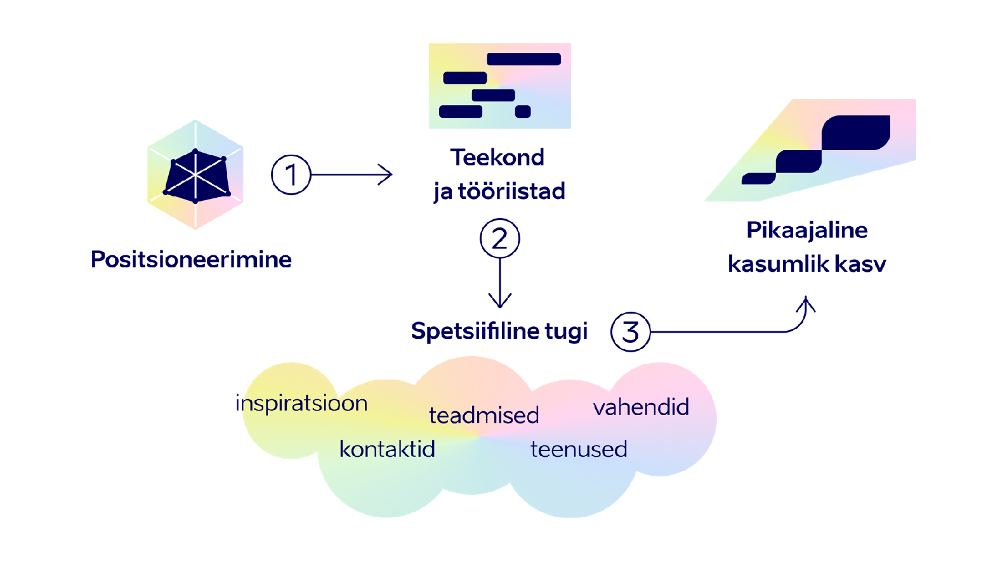 Positsioneerimine
1
Teekond
ja tööriistad
2
Spetsiifiline tugi
inspiratsioon
kontaktid
teadmised
teenused
vahendid
3
Pikaajaline
kasumlik kasv